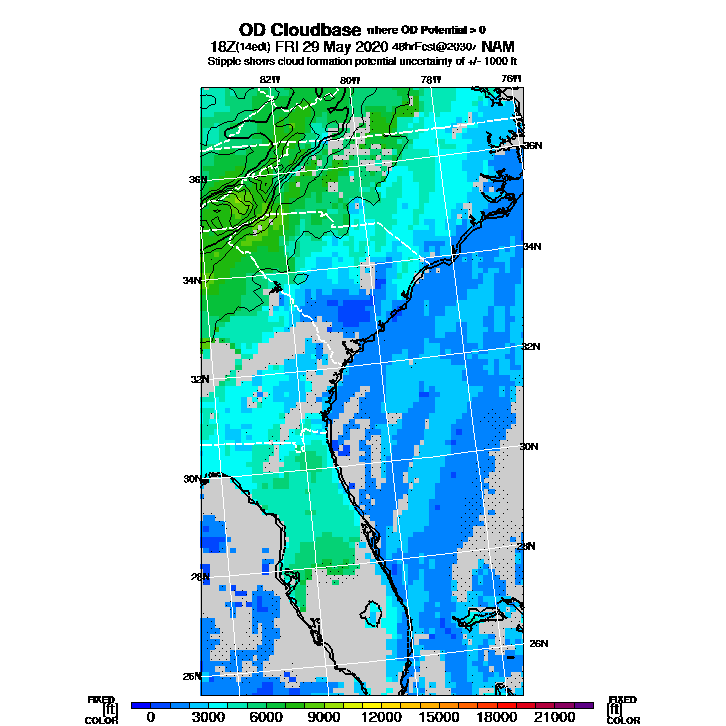 OD Cloudbase where OD Potential > 0
18Z(14edt) FRI 29 May 2020 48hrFcst@2030z NAM
Stipple shows cloud formation potential uncertainty of +/- 1000 ft
82W 80W 78W 76W
36N
36N
34N
34N
32N
32N
30N
30N
28N
28N
26N
26N
FIXED FIXED
[ft] [ft]
COLOR 0 3000 6000 9000 12000 15000 18000 21000 COLOR